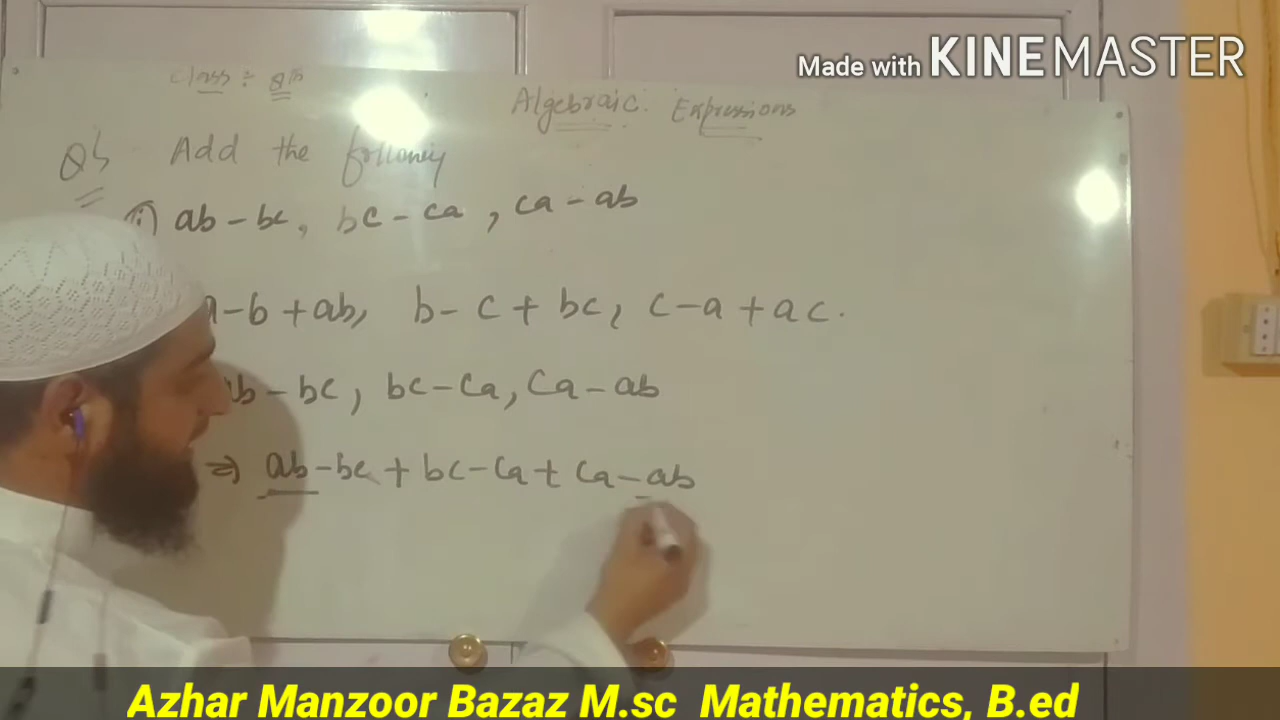 Made with KINEMASTER
Class :- 8th
Algebraic Expressions
Add the following
(i) ab - bc, bc - ca, ca - ab
a - b + ab, b - c + bc, c - a + ac.
ab - bc, bc - ca, ca - ab
⇒ ab - bc + bc - ca + ca - ab
Azhar Manzoor Bazaz M.sc Mathematics, B.ed